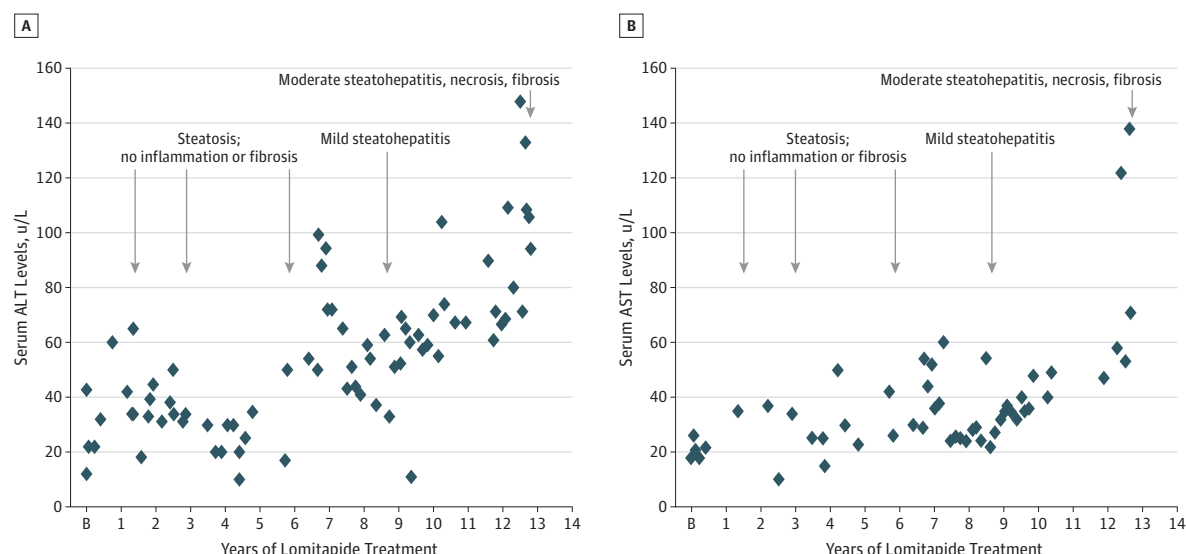 A
Serum ALT Levels, u/L
160
140
120
100
80
60
40
20
0
Moderate steatohepatitis, necrosis, fibrosis
Steatosis;
no inflammation or fibrosis
Mild steatohepatitis
B 1 2 3 4 5 6 7 8 9 10 11 12 13 14
Years of Lomitapide Treatment
B
Serum AST Levels, u/L
160
140
120
100
80
60
40
20
0
Moderate steatohepatitis, necrosis, fibrosis
Steatosis;
no inflammation or fibrosis
Mild steatohepatitis
B 1 2 3 4 5 6 7 8 9 10 11 12 13 14
Years of Lomitapide Treatment